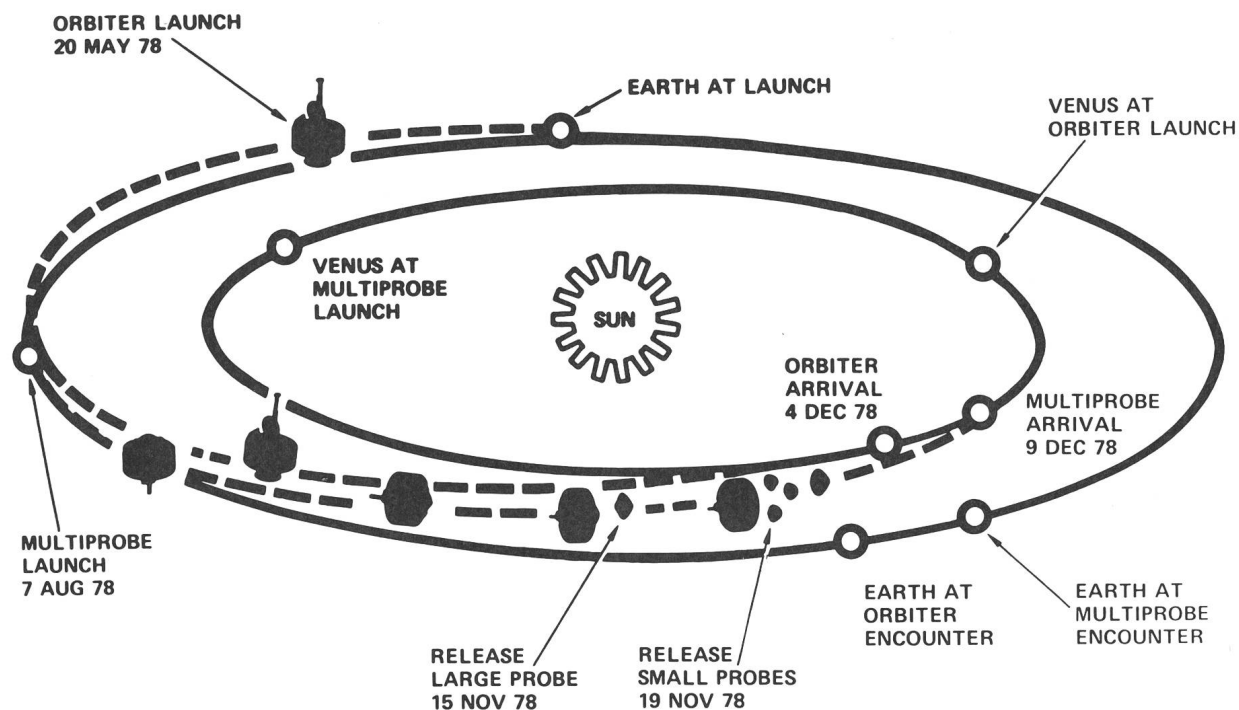 ORBITER LAUNCH
20 MAY 78
EARTH AT LAUNCH
VENUS AT
ORBITER LAUNCH
VENUS AT
MULTIPROBE
LAUNCH
SUN
ORBITER
ARRIVAL
4 DEC 78
MULTIPROBE
ARRIVAL
9 DEC 78
MULTIPROBE
LAUNCH
7 AUG 78
RELEASE
LARGE PROBE
15 NOV 78
RELEASE
SMALL PROBES
19 NOV 78
EARTH AT
ORBITER
ENCOUNTER
EARTH AT
MULTIPROBE
ENCOUNTER